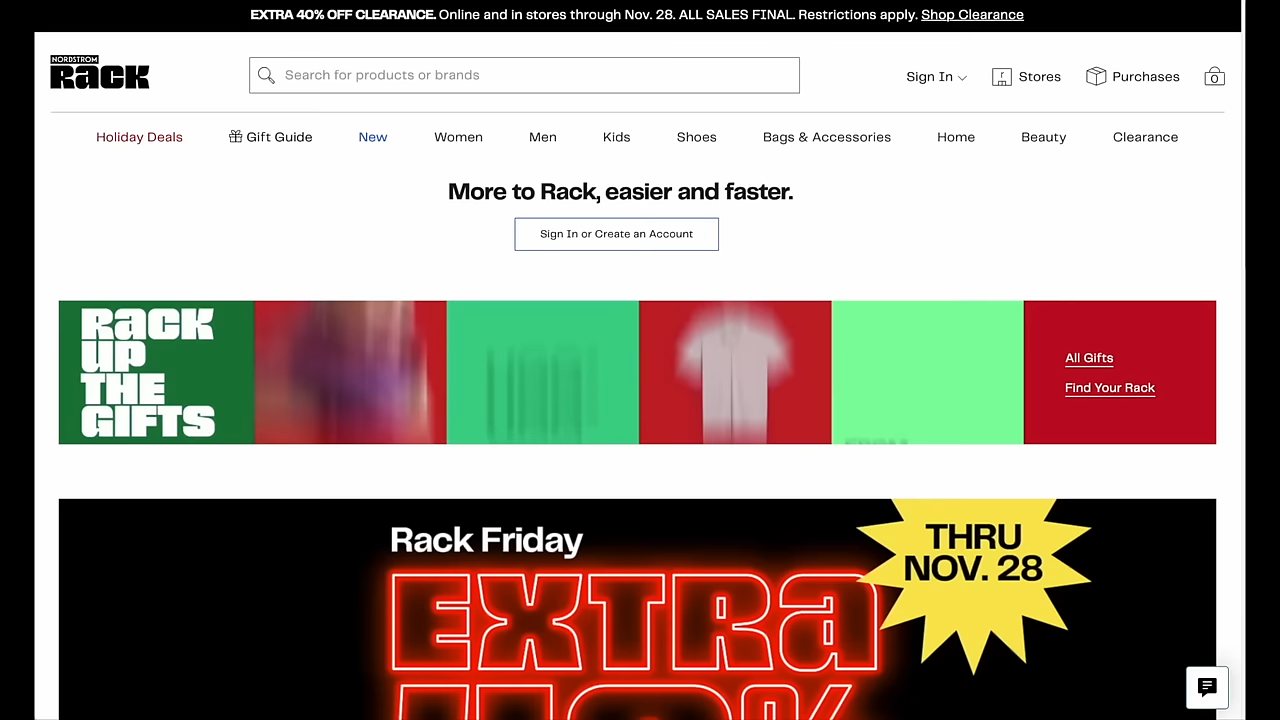 EXTRA 40% OFF CLEARANCE. Online and in stores through Nov. 28. ALL SALES FINAL. Restrictions apply. Shop Clearance
NORDSTROM
Rack
Search for products or brands
Sign In
Stores
Purchases
0
Holiday Deals
Gift Guide
New
Women
Men
Kids
Shoes
Bags & Accessories
Home
Beauty
Clearance
More to Rack, easier and faster.
Sign In or Create an Account
Rack
UP
THE
GIFTS
All Gifts
Find Your Rack
Rack Friday
THRU
NOV. 28
EXTRa